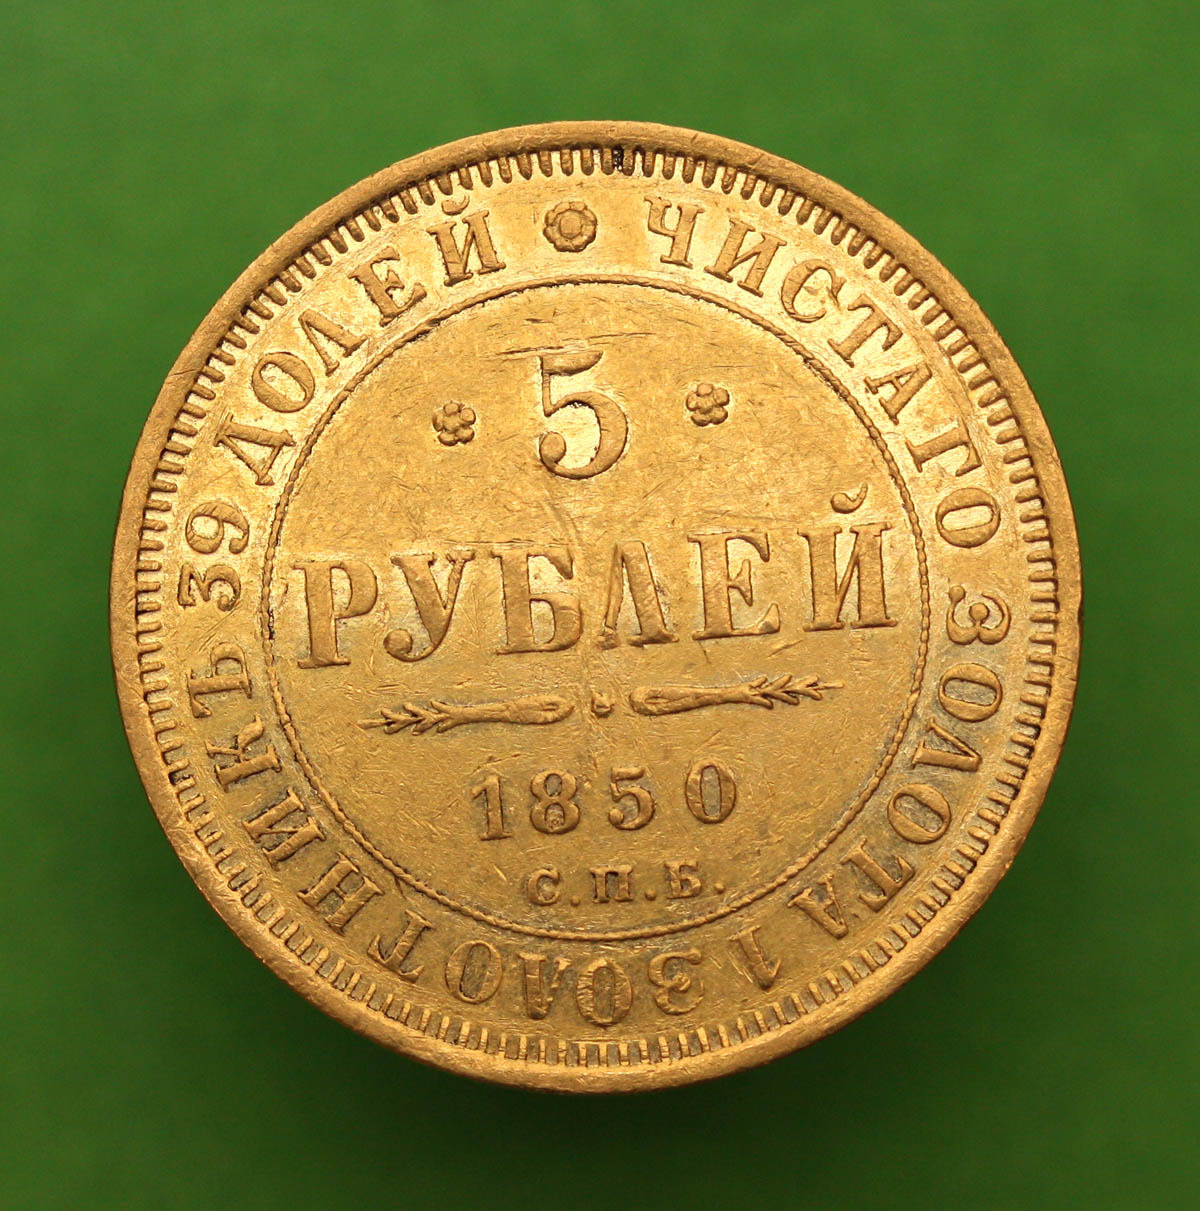 ЧИСТАГО ЗОЛОТА 1 ЗОЛОТНИКЪ 39 ДОЛЕЙ
5
РУБЛЕЙ
1850
С.П.Б.